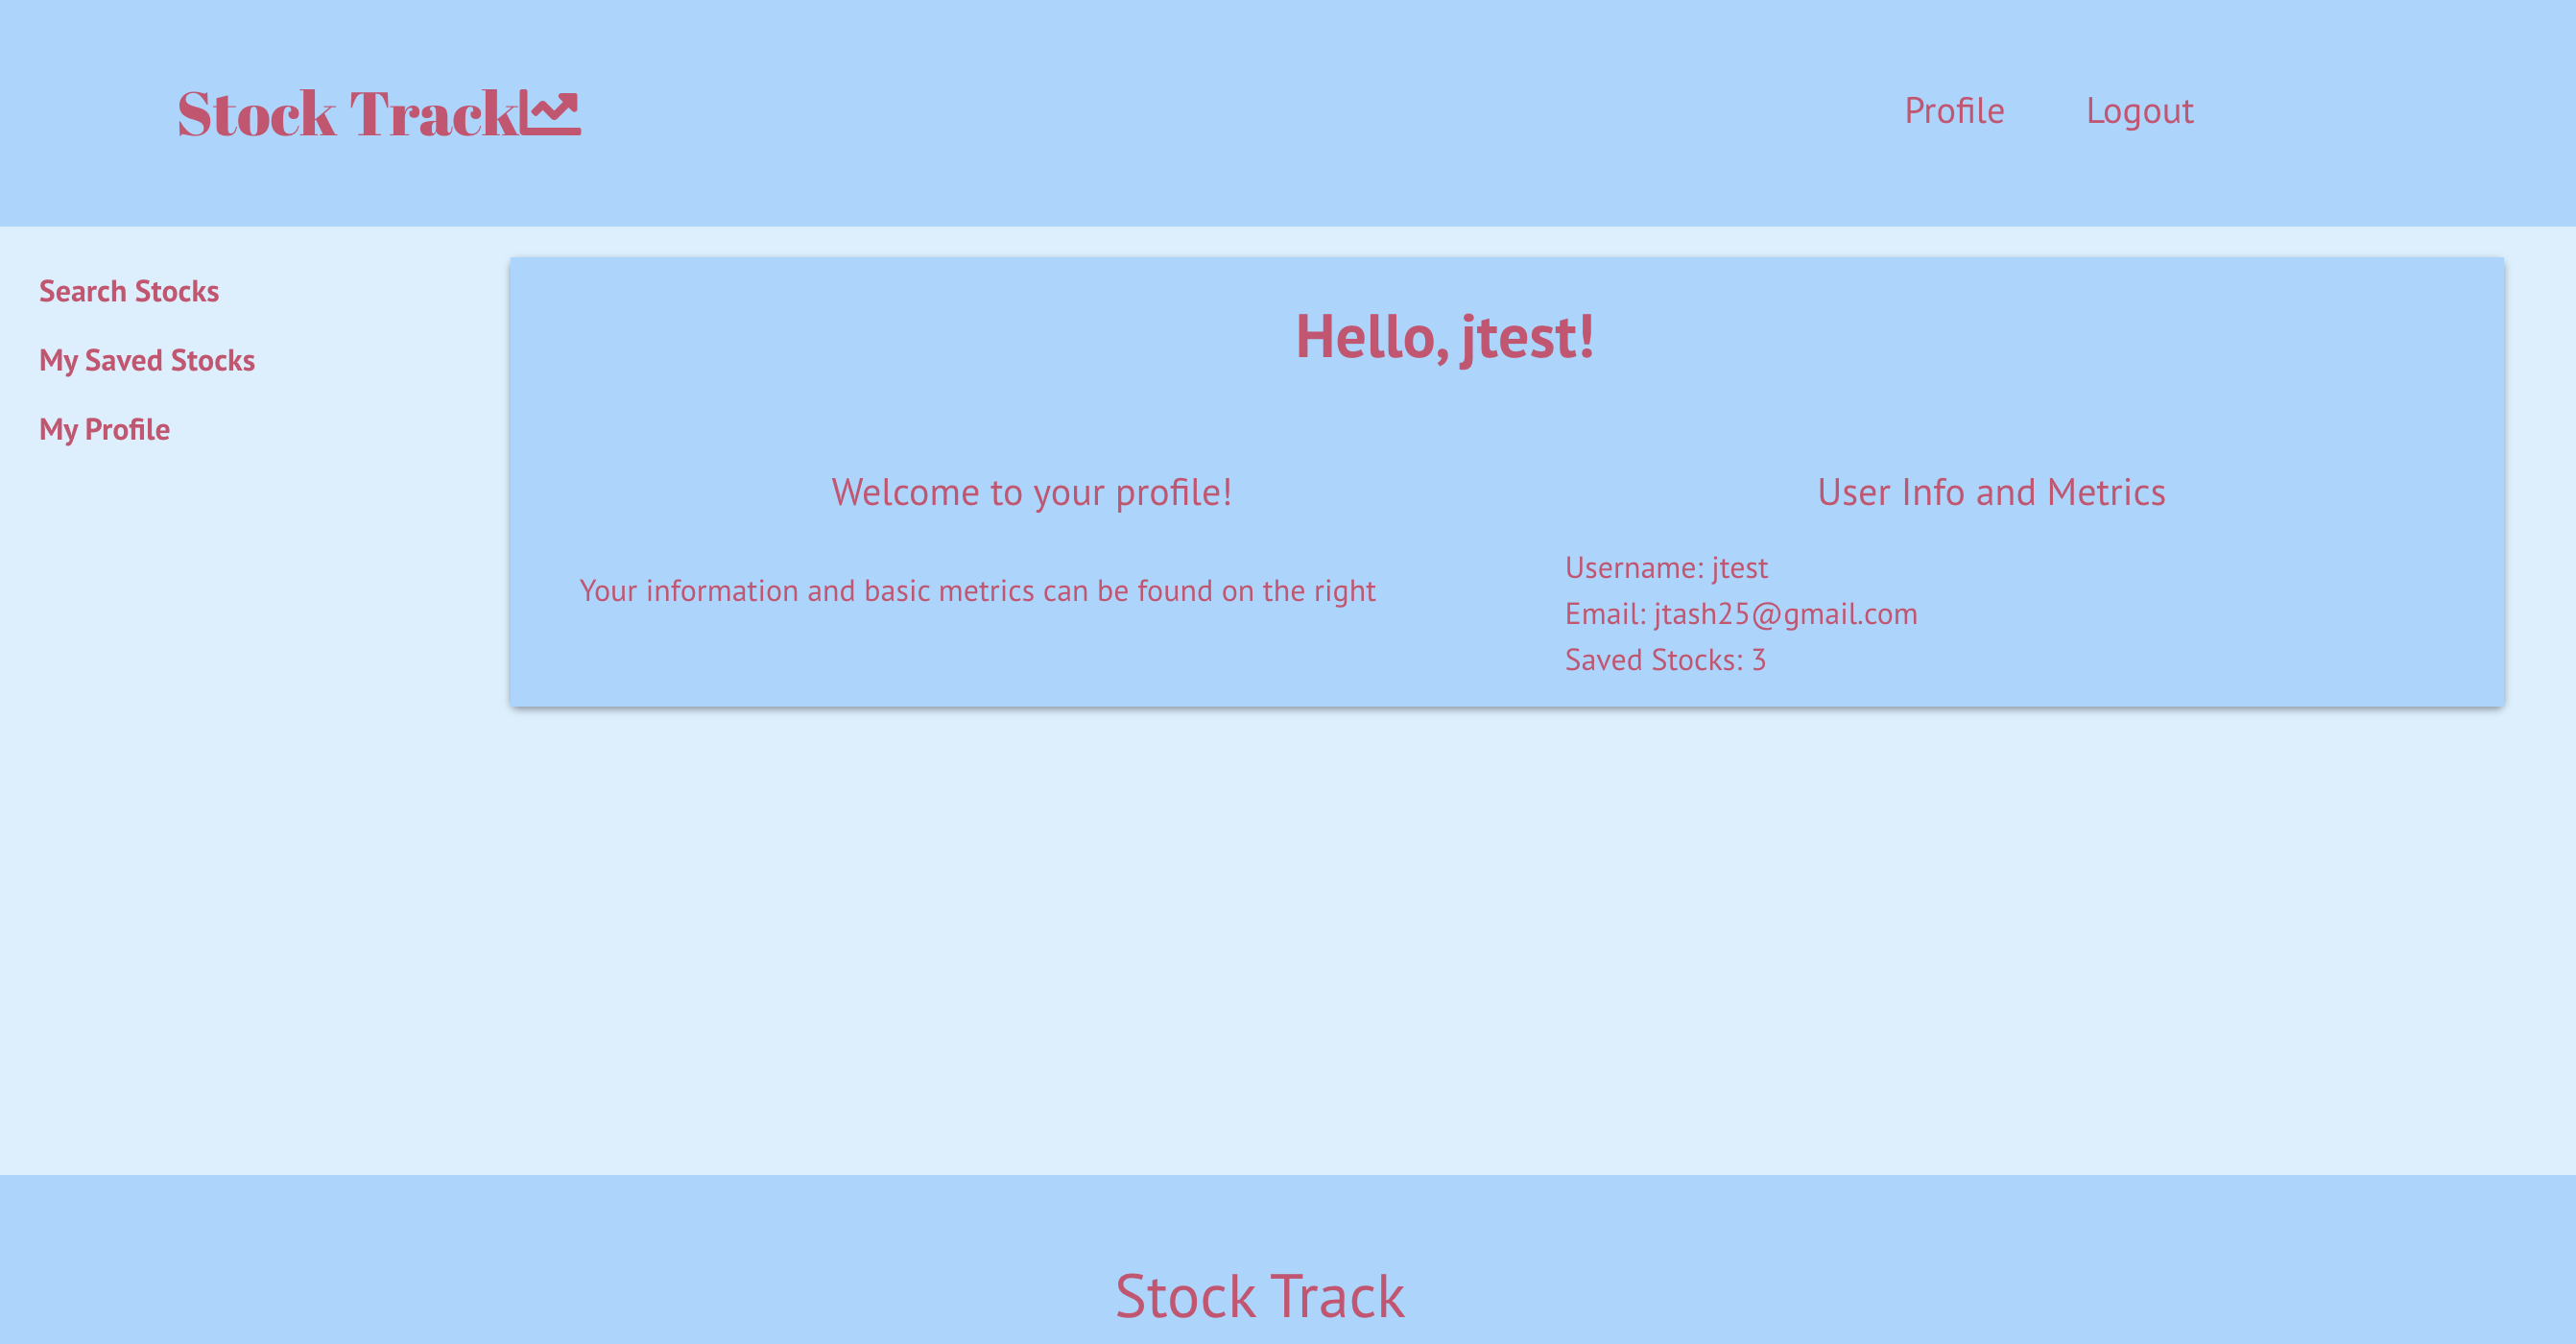 Stock Track
Profile
Logout
Search Stocks
My Saved Stocks
My Profile
Hello, jtest!
Welcome to your profile!
Your information and basic metrics can be found on the right
User Info and Metrics
Username: jtest
Email: jtash25@gmail.com
Saved Stocks: 3
Stock Track